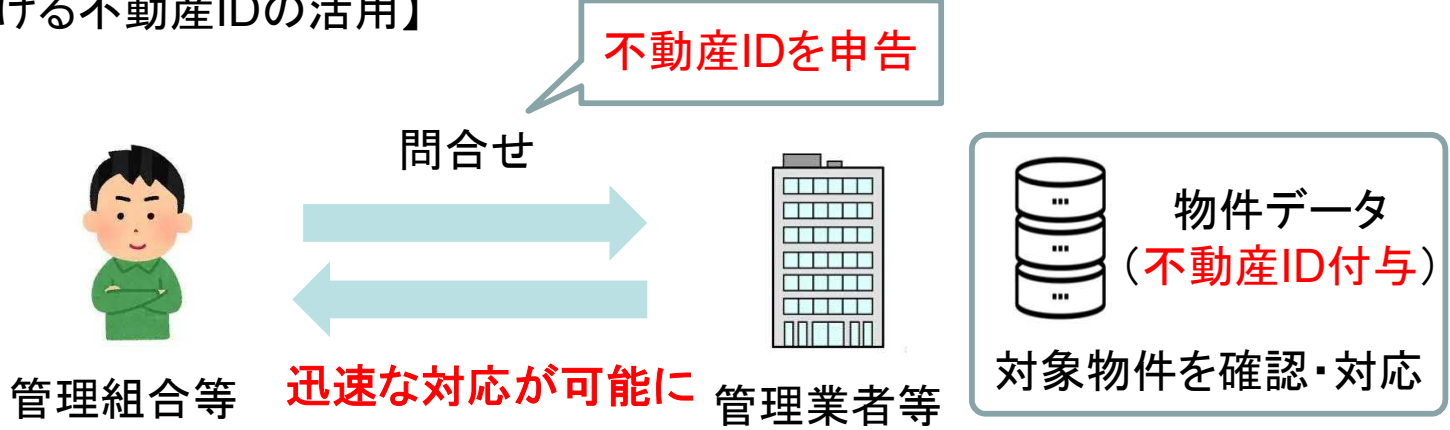 ける不動産IDの活用】
不動産IDを申告
問合せ
物件データ
（不動産ID付与）
対象物件を確認・対応
迅速な対応が可能に
管理組合等
管理業者等